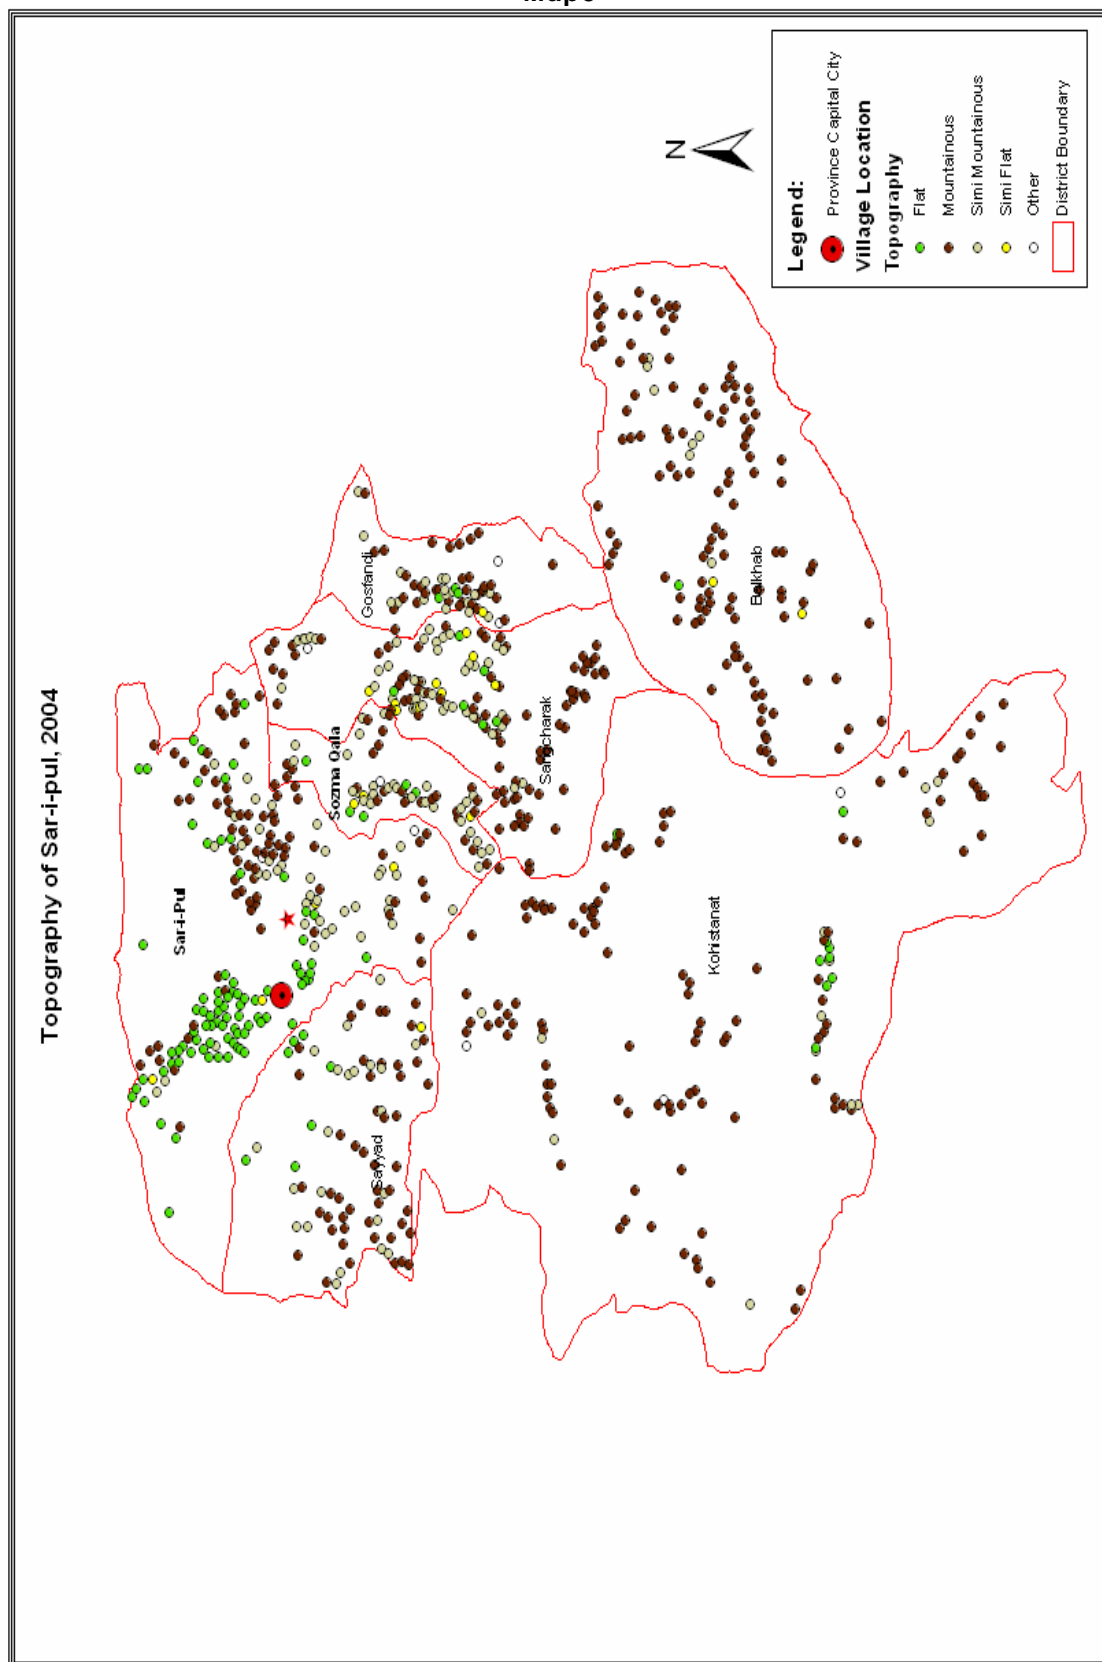 Topography of Sar-i-pul, 2004
N
Legend:
Province Capital City
Village Location
Topography
Flat
Mountainous
Simi Mountainous
Simi Flat
Other
District Boundary
Sar-i-Pul
Sozma Qala
Gosfandi
Sayyad
Sangcharak
Kohistanat
Balkhab